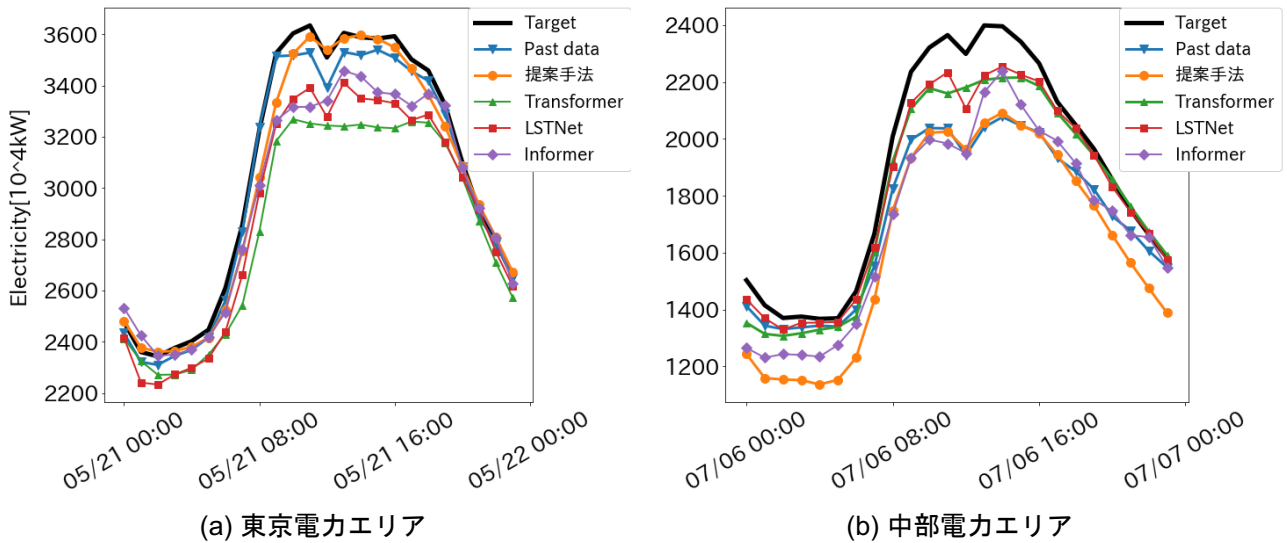 Electricity[10^4kW]
3600
3400
3200
3000
2800
2600
2400
2200
05/21 00:00
05/21 08:00
05/21 16:00
05/22 00:00
Target
Past data
提案手法
Transformer
LSTNet
Informer
(a) 東京電力エリア
2400
2200
2000
1800
1600
1400
1200
07/06 00:00
07/06 08:00
07/06 16:00
07/07 00:00
Target
Past data
提案手法
Transformer
LSTNet
Informer
(b) 中部電力エリア